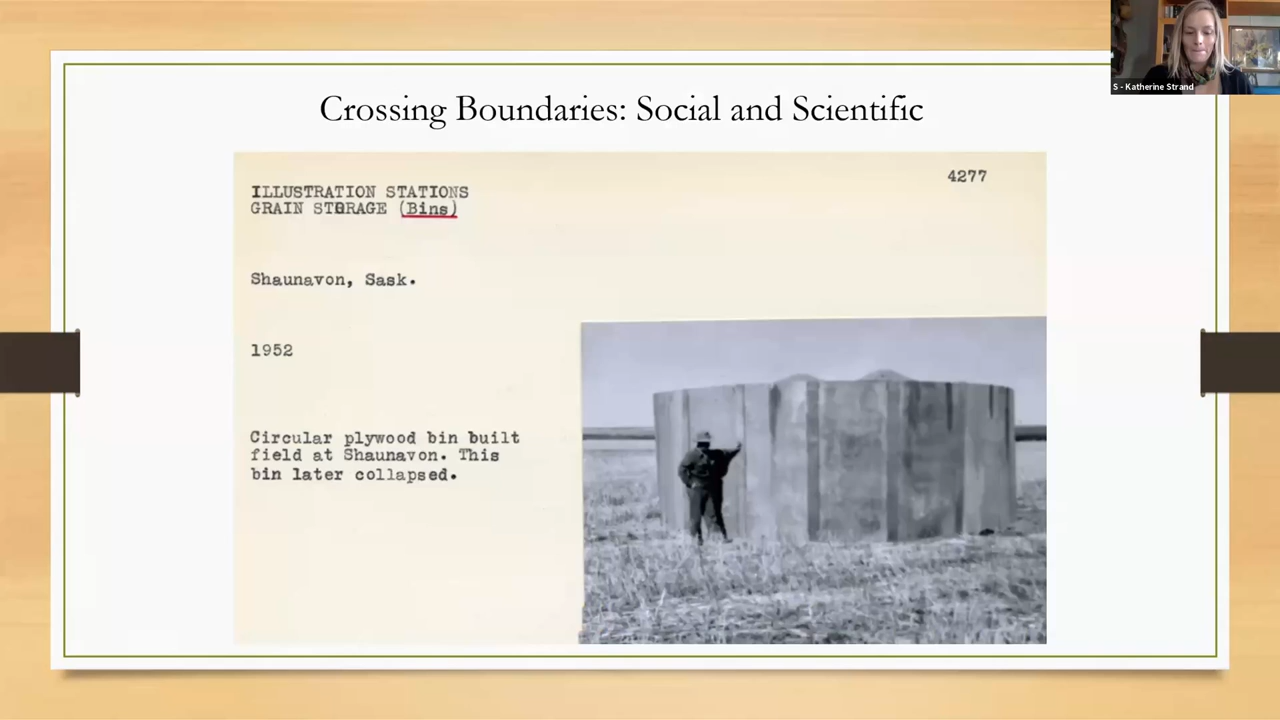 S - Katherine Strand
Crossing Boundaries: Social and Scientific
4277
ILLUSTRATION STATIONS
GRAIN STORAGE (Bins)
Shaunavon, Sask.
1952
Circular plywood bin built
field at Shaunavon. This
bin later collapsed.